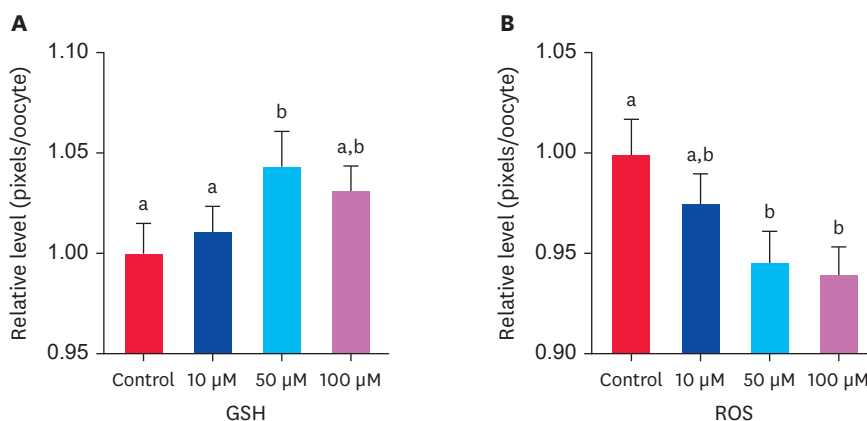 A
Relative level (pixels/oocyte)
1.10
1.05
1.00
0.95
a
a
b
a,b
Control 10 µM 50 µM 100 µM
GSH
B
Relative level (pixels/oocyte)
1.05
1.00
0.95
0.90
a
a,b
b
b
Control 10 µM 50 µM 100 µM
ROS